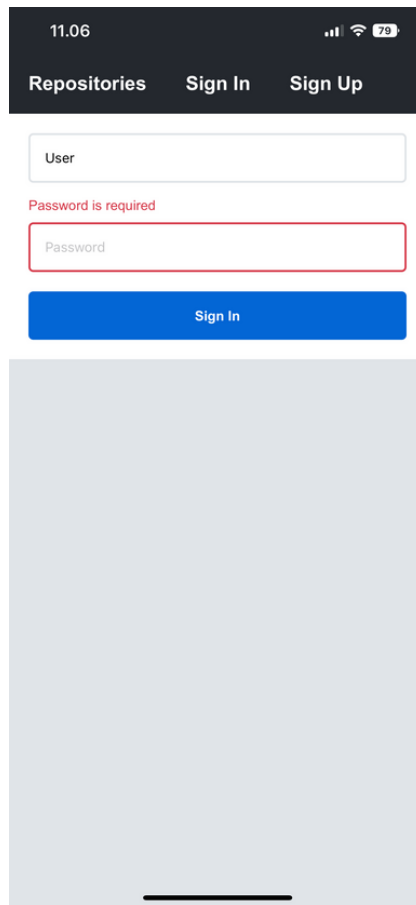 11.06 79
Repositories Sign In Sign Up
User
Password is required
Password
Sign In